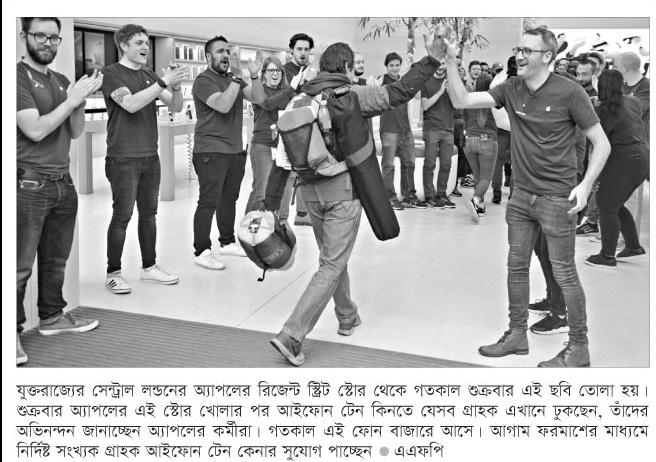 যুক্তরাজ্যের সেন্ট্রাল লন্ডনের অ্যাপলের রিজেন্ট স্ট্রিট স্টোর থেকে গতকাল শুক্রবার এই ছবি তোলা হয়।
শুক্রবার অ্যাপলের এই স্টোর খোলার পর আইফোন টেন কিনতে যেসব গ্রাহক এখানে ঢুকছেন, তাঁদের
অভিনন্দন জানাচ্ছেন অ্যাপলের কর্মীরা। গতকাল এই ফোন বাজারে আসে। আগাম ফরমাশের মাধ্যমে
নির্দিষ্ট সংখ্যক গ্রাহক আইফোন টেন কেনার সুযোগ পাচ্ছেন ● এএফপি